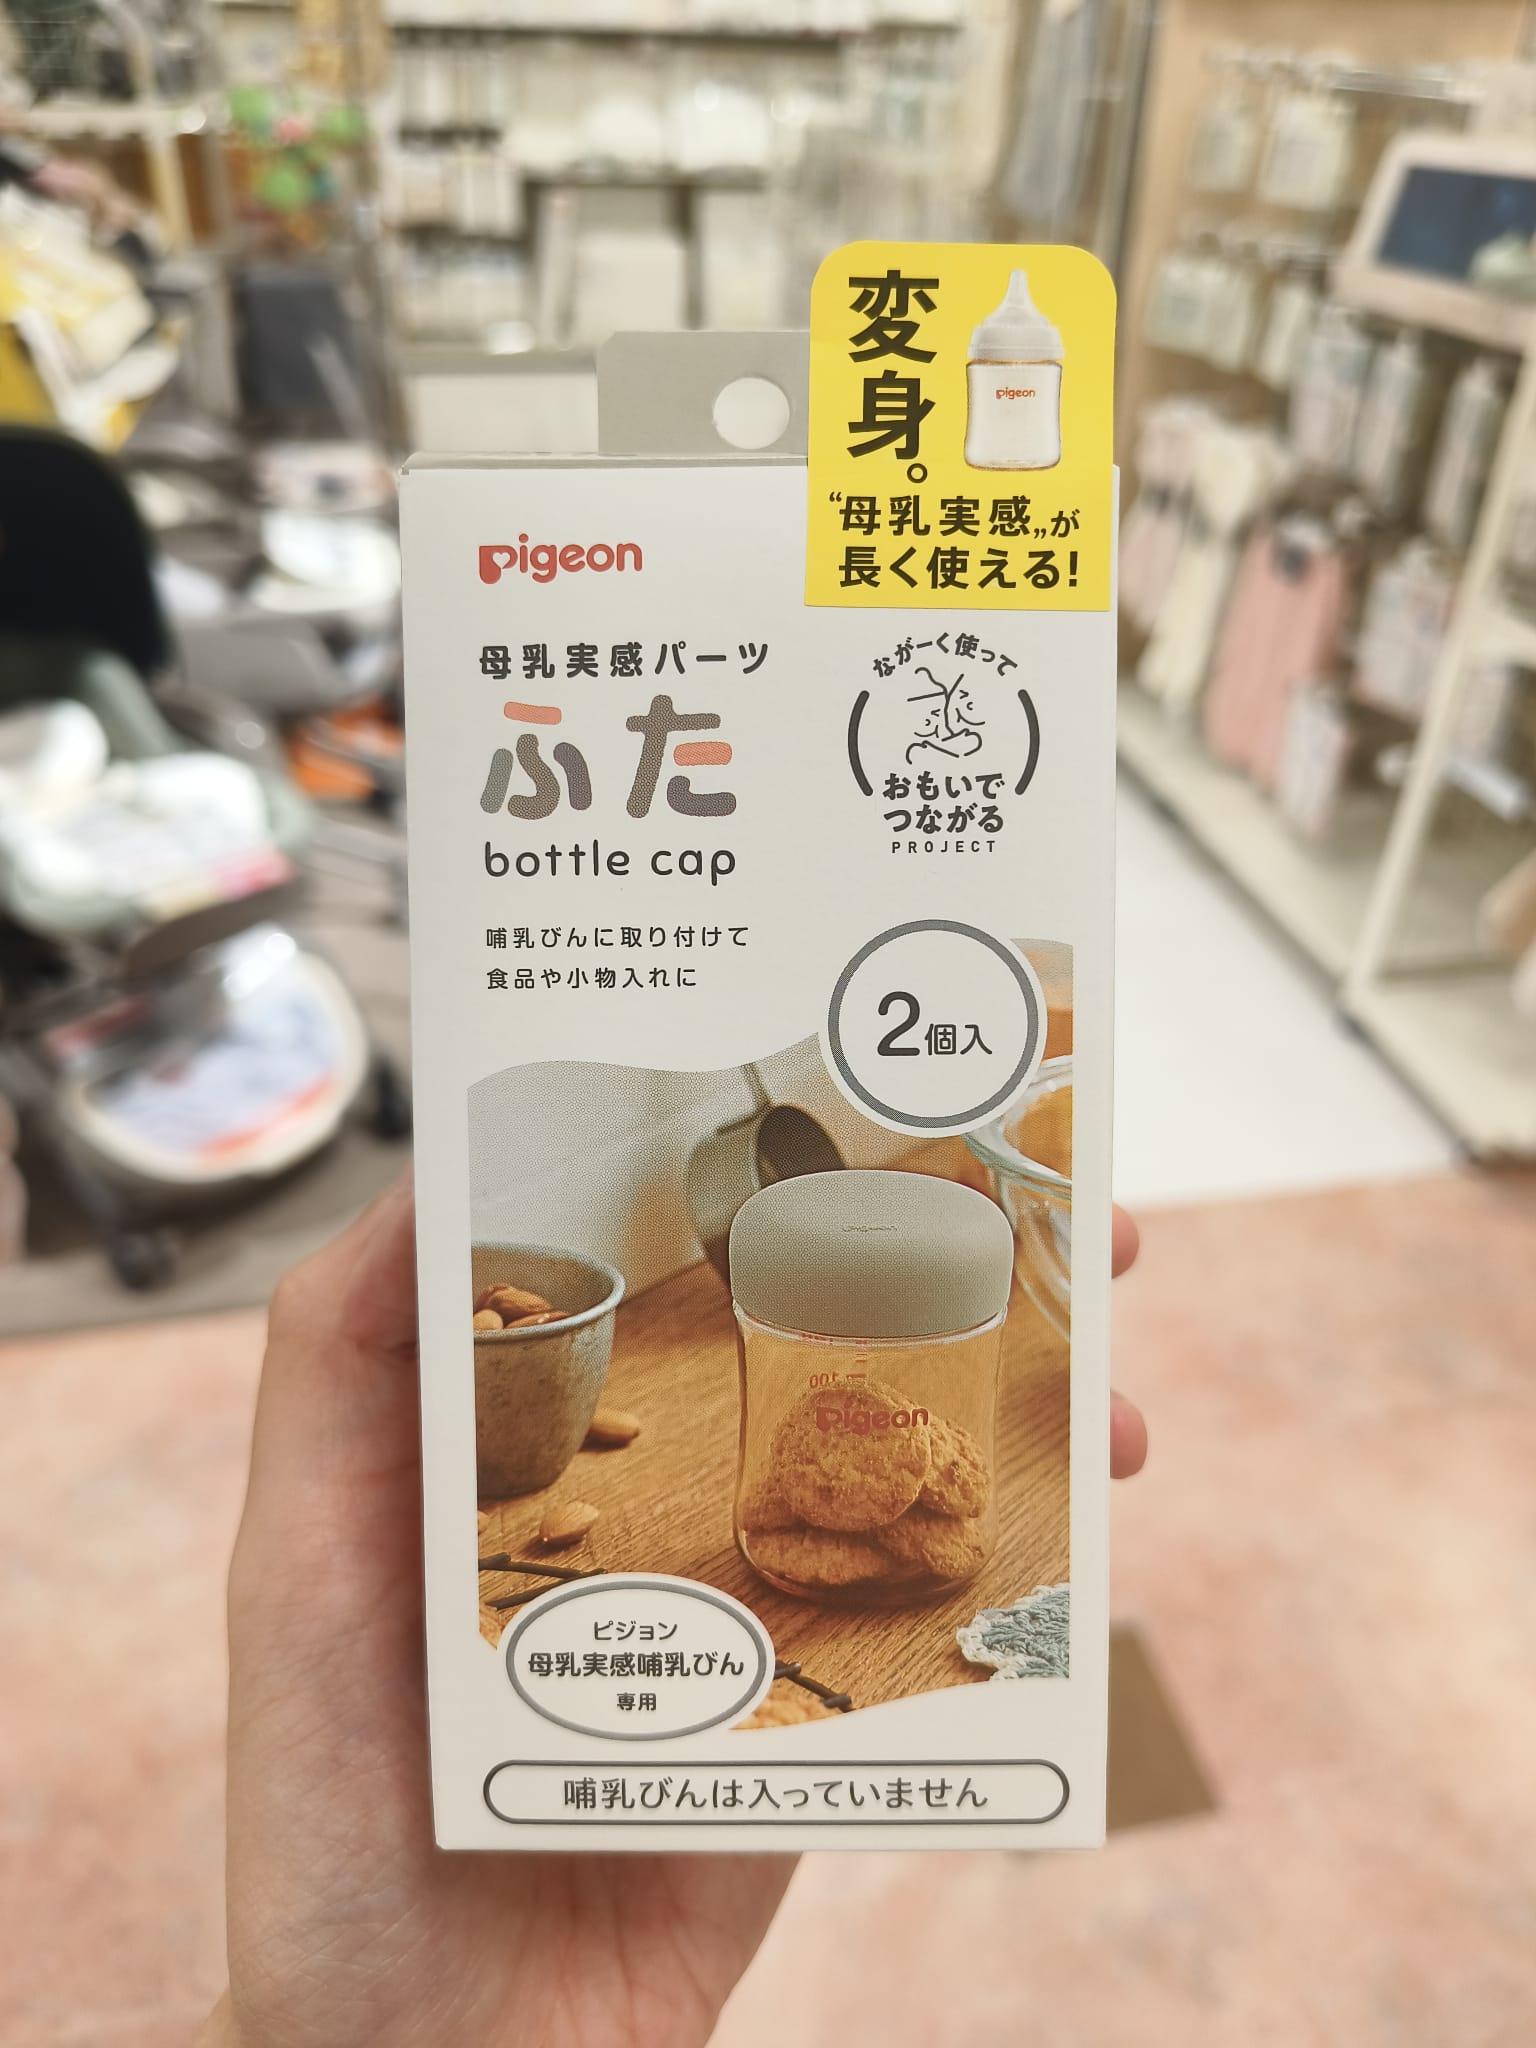 変身。
pigeon
“母乳実感„が
長く使える!
pigeon
母乳実感パーツ
ふた
bottle cap
ながーく使って
おもいで
つながる
PROJECT
哺乳びんに取り付けて
食品や小物入れに
2個入
pigeon
100
pigeon
ピジョン
母乳実感哺乳びん
専用
哺乳びんは入っていません